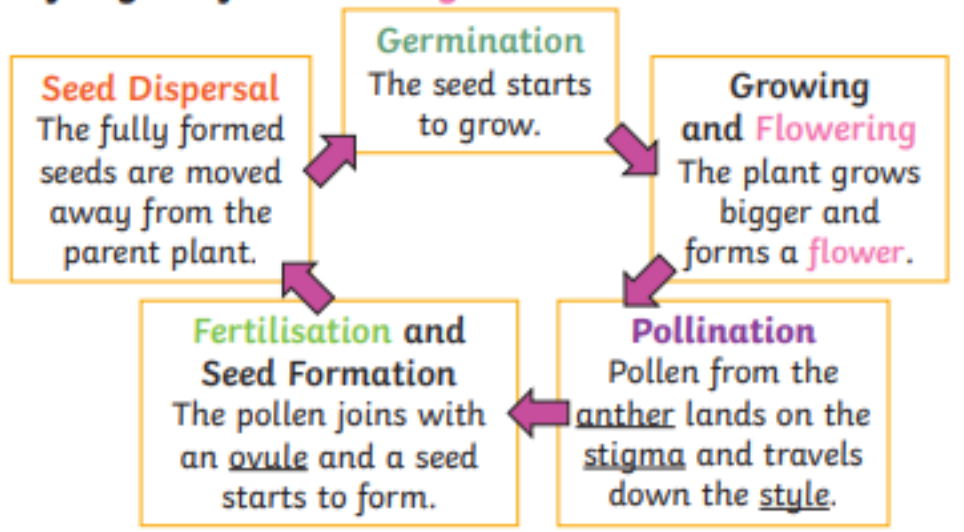 Germination
The seed starts
to grow.
Growing
and Flowering
The plant grows
bigger and
forms a flower.
Pollination
Pollen from the
anther lands on the
stigma and travels
down the style.
Fertilisation and
Seed Formation
The pollen joins with
an ovule and a seed
starts to form.
Seed Dispersal
The fully formed
seeds are moved
away from the
parent plant.